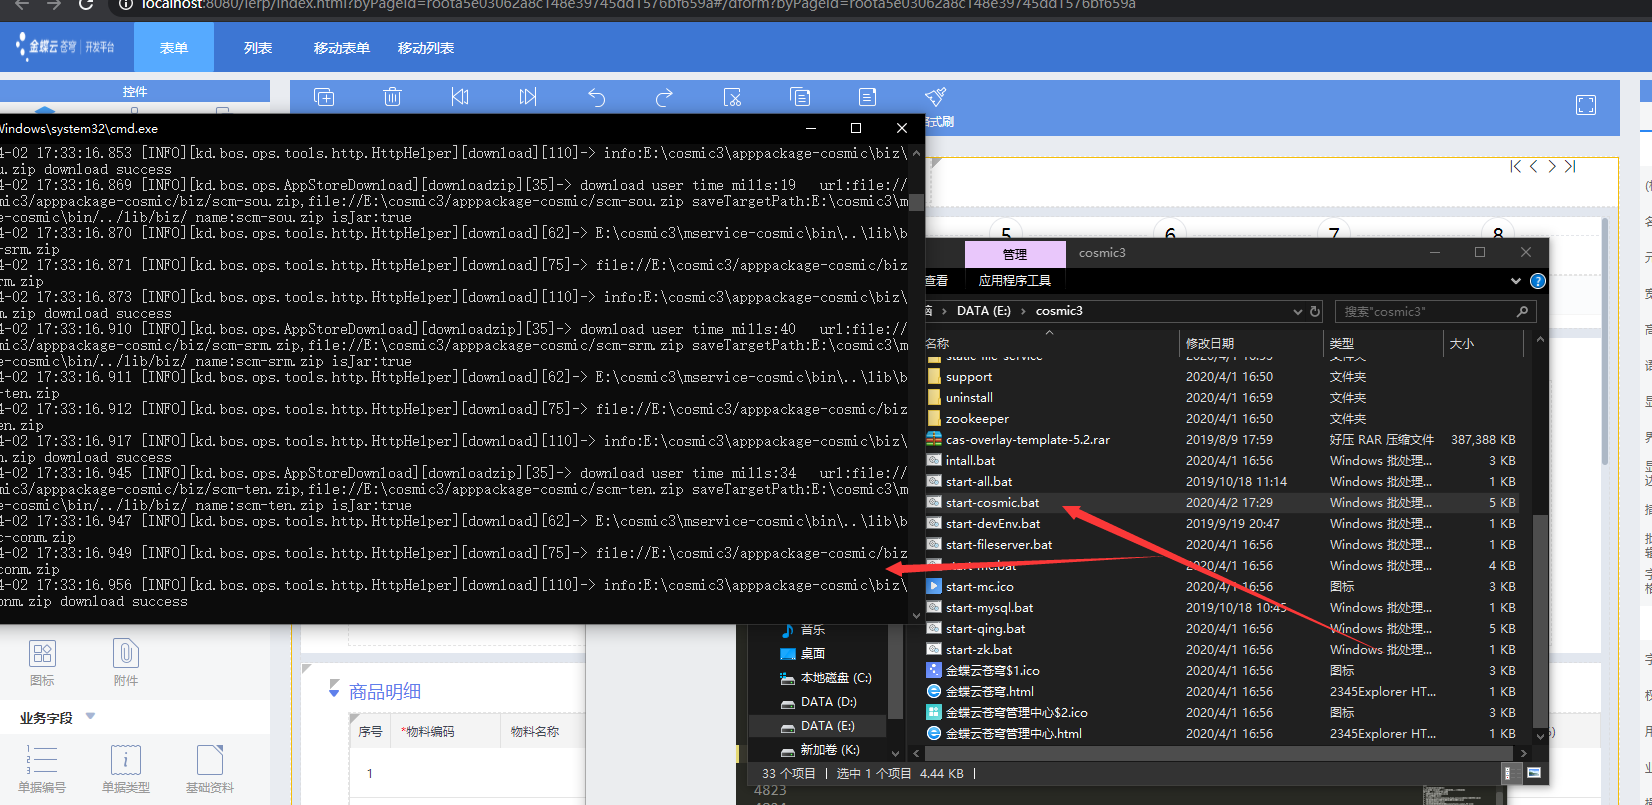 localhost:8080/ierp/index.html?byPageId=roota5e03062a8c148e39745dd1576bf659a#/dform?byPageId=roota5e03062a8c148e39745dd1576bf659a
金蝶云 苍穹 | 开发平台
表单
列表
移动表单
移动列表
控件
式刷
Windows\system32\cmd.exe
4-02 17:33:16.853 [INFO][kd.bos.ops.tools.http.HttpHelper][download][110]-> info:E:\cosmic3\apppackage-cosmic\biz\
u.zip download success
4-02 17:33:16.869 [INFO][kd.bos.ops.AppStoreDownload][downloadzip][35]-> download user time mills:19   url:file://
mic3/apppackage-cosmic/biz/scm-sou.zip,file://E:\cosmic3/apppackage-cosmic/scm-sou.zip saveTargetPath:E:\cosmic3\m
e-cosmic\bin/../lib/biz/ name:scm-sou.zip isJar:true
4-02 17:33:16.870 [INFO][kd.bos.ops.tools.http.HttpHelper][download][62]-> E:\cosmic3\mservice-cosmic\bin\..\lib\b
-srm.zip
4-02 17:33:16.871 [INFO][kd.bos.ops.tools.http.HttpHelper][download][75]-> file://E:\cosmic3/apppackage-cosmic/biz
rm.zip
4-02 17:33:16.873 [INFO][kd.bos.ops.tools.http.HttpHelper][download][110]-> info:E:\cosmic3\apppackage-cosmic\biz\
m.zip download success
4-02 17:33:16.910 [INFO][kd.bos.ops.AppStoreDownload][downloadzip][35]-> download user time mills:40   url:file://
mic3/apppackage-cosmic/biz/scm-srm.zip,file://E:\cosmic3/apppackage-cosmic/scm-srm.zip saveTargetPath:E:\cosmic3\m
e-cosmic\bin/../lib/biz/ name:scm-srm.zip isJar:true
4-02 17:33:16.911 [INFO][kd.bos.ops.tools.http.HttpHelper][download][62]-> E:\cosmic3\mservice-cosmic\bin\..\lib\b
-ten.zip
4-02 17:33:16.912 [INFO][kd.bos.ops.tools.http.HttpHelper][download][75]-> file://E:\cosmic3/apppackage-cosmic/biz
en.zip
4-02 17:33:16.917 [INFO][kd.bos.ops.tools.http.HttpHelper][download][110]-> info:E:\cosmic3\apppackage-cosmic\biz\
n.zip download success
4-02 17:33:16.945 [INFO][kd.bos.ops.AppStoreDownload][downloadzip][35]-> download user time mills:34   url:file://
mic3/apppackage-cosmic/biz/scm-ten.zip,file://E:\cosmic3/apppackage-cosmic/scm-ten.zip saveTargetPath:E:\cosmic3\m
e-cosmic\bin/../lib/biz/ name:scm-ten.zip isJar:true
4-02 17:33:16.947 [INFO][kd.bos.ops.tools.http.HttpHelper][download][62]-> E:\cosmic3\mservice-cosmic\bin\..\lib\b
c-conm.zip
4-02 17:33:16.949 [INFO][kd.bos.ops.tools.http.HttpHelper][download][75]-> file://E:\cosmic3/apppackage-cosmic/biz
conm.zip
4-02 17:33:16.956 [INFO][kd.bos.ops.tools.http.HttpHelper][download][110]-> info:E:\cosmic3\apppackage-cosmic\biz\
onm.zip download success
5 6 7 8
管理 cosmic3
查看 应用程序工具
DATA (E:) › cosmic3 搜索"cosmic3"
名称 修改日期 类型 大小
static-file-service 2020/4/1 16:55 文件夹
support 2020/4/1 16:50 文件夹
uninstall 2020/4/1 16:59 文件夹
zookeeper 2020/4/1 16:50 文件夹
cas-overlay-template-5.2.rar 2019/8/9 17:59 好压 RAR 压缩文件 387,388 KB
intall.bat 2020/4/1 16:56 Windows 批处理... 3 KB
start-all.bat 2019/10/18 11:14 Windows 批处理... 1 KB
start-cosmic.bat 2020/4/2 17:29 Windows 批处理... 5 KB
start-devEnv.bat 2019/9/19 20:47 Windows 批处理... 1 KB
start-fileserver.bat 2020/4/1 16:56 Windows 批处理... 1 KB
start-mc.bat 2020/4/1 16:56 Windows 批处理... 4 KB
start-mc.ico 2020/4/1 16:56 图标 3 KB
start-mysql.bat 2019/10/18 10:45 Windows 批处理... 1 KB
start-qing.bat 2020/4/1 16:56 Windows 批处理... 5 KB
start-zk.bat 2020/4/1 16:56 Windows 批处理... 1 KB
金蝶云苍穹$1.ico 2020/4/1 16:56 图标 3 KB
金蝶云苍穹.html 2020/4/1 16:56 2345Explorer HT... 1 KB
金蝶云苍穹管理中心$2.ico 2020/4/1 16:56 图标 3 KB
金蝶云苍穹管理中心.html 2020/4/1 16:56 2345Explorer HT... 1 KB
音乐
桌面
本地磁盘 (C:)
DATA (D:)
DATA (E:)
新加卷 (K:)
33 个项目 | 选中 1 个项目 4.44 KB |
4823
图标
附件
业务字段
单据编号
单据类型
基础资料
商品明细
序号 *物料编码 物料名称
1